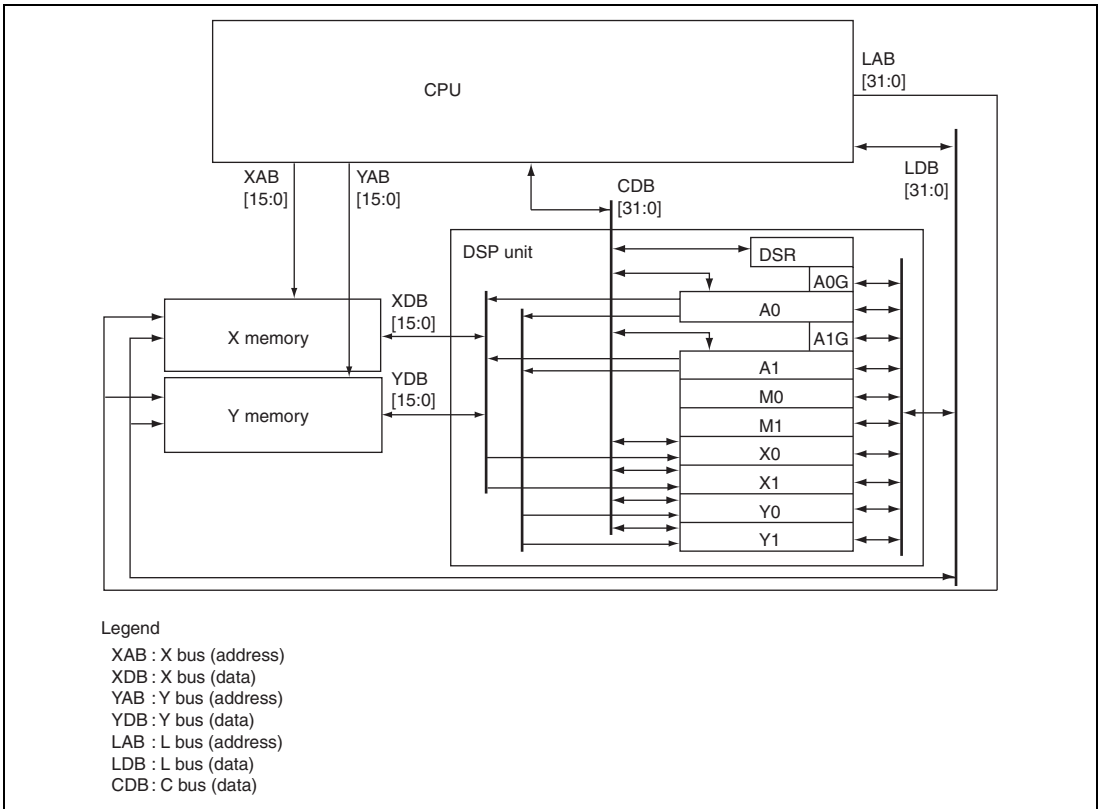 CPU
LAB
[31:0]
XAB
[15:0]
YAB
[15:0]
CDB
[31:0]
LDB
[31:0]
DSP unit
DSR
A0G
A0
A1G
A1
M0
M1
X0
X1
Y0
Y1
XDB
[15:0]
X memory
YDB
[15:0]
Y memory
Legend
XAB : X bus (address)
XDB : X bus (data)
YAB : Y bus (address)
YDB : Y bus (data)
LAB : L bus (address)
LDB : L bus (data)
CDB : C bus (data)